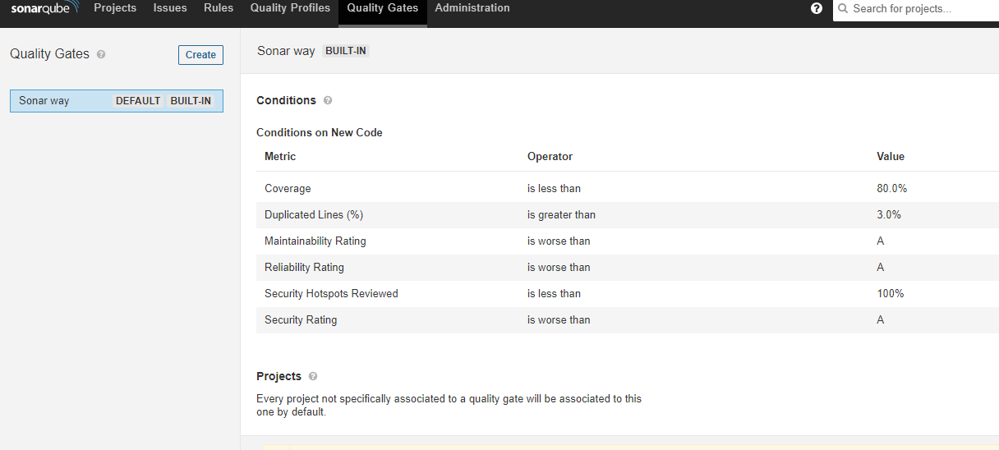 sonarqube Projects Issues Rules Quality Profiles Quality Gates Administration ? Search for projects...
Quality Gates ? Create
Sonar way DEFAULT BUILT-IN
Sonar way BUILT-IN
Conditions ?
Conditions on New Code
Metric Operator Value
Coverage is less than 80.0%
Duplicated Lines (%) is greater than 3.0%
Maintainability Rating is worse than A
Reliability Rating is worse than A
Security Hotspots Reviewed is less than 100%
Security Rating is worse than A
Projects ?
Every project not specifically associated to a quality gate will be associated to this
one by default.